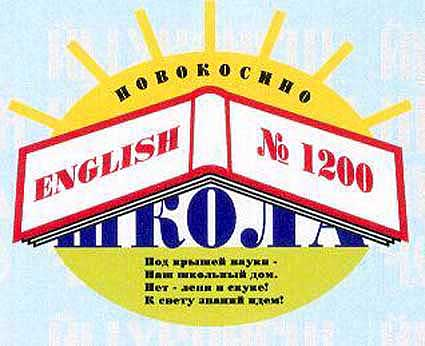 НОВОКОСИНО
ENGLISH № 1200
ШКОЛА
Под крышей науки -
Наш школьный дом.
Нет - лени и скуке!
К свету знаний идем!